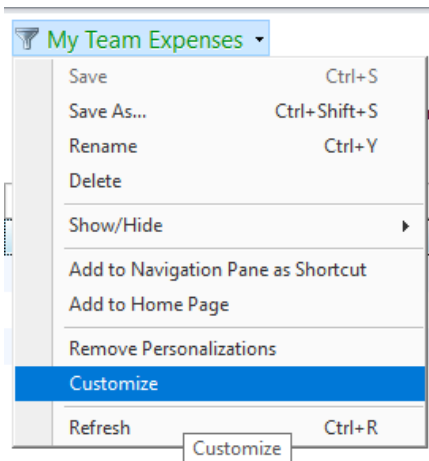 My Team Expenses
Save Ctrl+S
Save As... Ctrl+Shift+S
Rename Ctrl+Y
Delete
Show/Hide
Add to Navigation Pane as Shortcut
Add to Home Page
Remove Personalizations
Customize
Refresh Ctrl+R
Customize